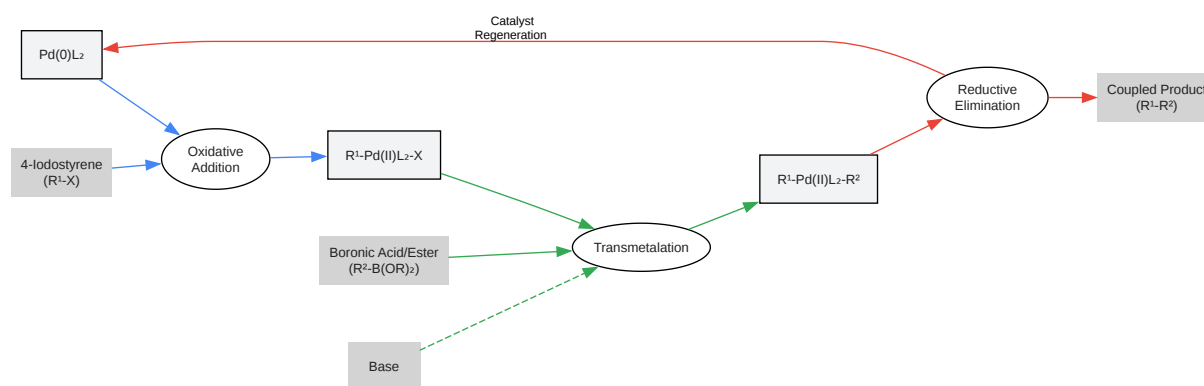 Catalyst
Regeneration
Pd(0)L₂
Reductive
Elimination
Coupled Product
(R¹-R²)
Oxidative
Addition
R¹-Pd(II)L₂-X
4-Iodostyrene
(R¹-X)
R¹-Pd(II)L₂-R²
Transmetalation
Boronic Acid/Ester
(R²-B(OR)₂)
Base